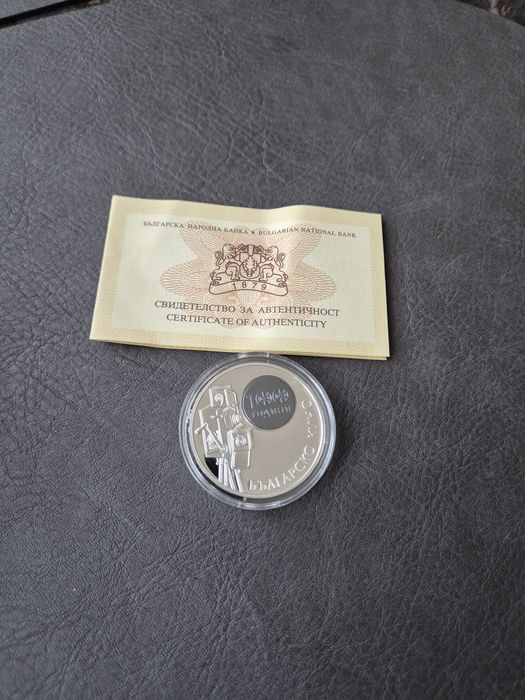 БЪЛГАРСКА НАРОДНА БАНКА ★ BULGARIAN NATIONAL BANK
1879
СВИДЕТЕЛСТВО ЗА АВТЕНТИЧНОСТ
CERTIFICATE OF AUTHENTICITY
100
ГОДИНИ
БЪЛГАРСКО КИНО